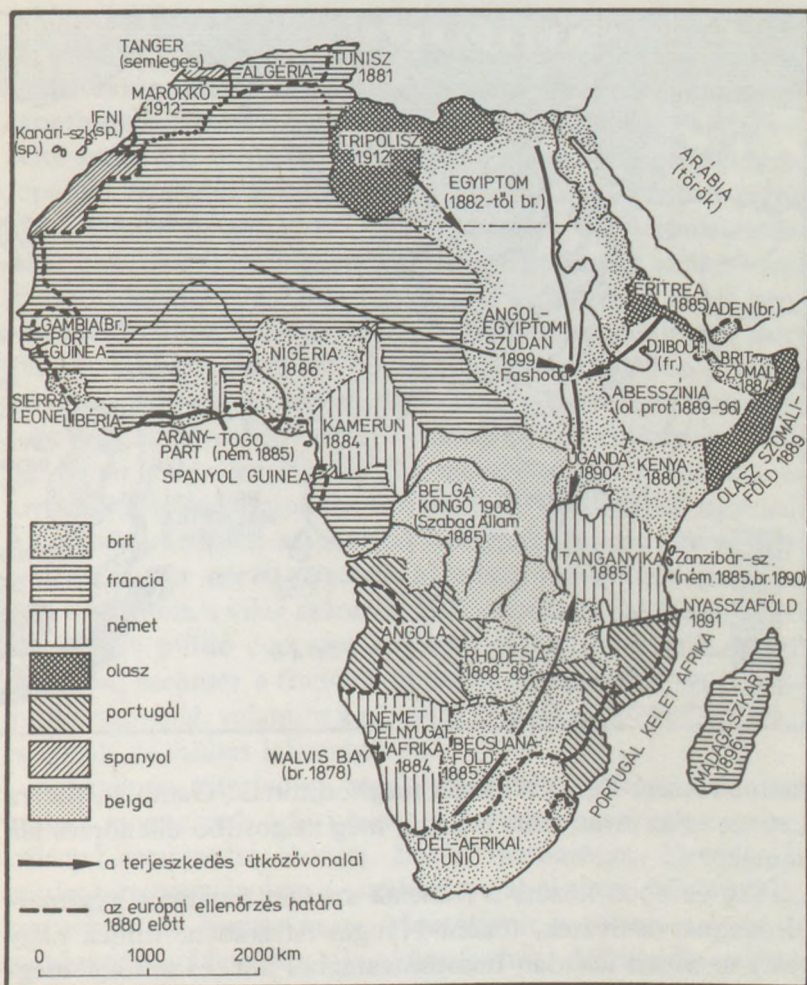 TANGER
(semleges)
ALGÉRIA
TUNISZ
1881
MAROKKÓ
1912
IFNI
(sp.)
Kanári-szk.
(sp.)
TRIPOLISZ
1912
EGYIPTOM
(1882-től br.)
ARÁBIA
(török)
ERITREA
(1885)
ADEN (br.)
GAMBIA (Br.)
PORT
GUINEA
NIGERIA
1886
ANGOL-
EGYIPTOMI
SZUDÁN
1899
Fashoda
DJIBOUTI
(fr.)
BRIT
SZOMÁL
1884
ABESSZINIA
(ol. prot. 1889-96)
SIERRA
LEONE
LIBÉRIA
ARANY-
PART
TOGO
(ném. 1885)
KAMERUN
1884
SPANYOL GUINEA
UGANDA
1890
KENYA
1880
OLASZ SZOMÁLI-
FÖLD 1889
BELGA
KONGÓ 1908
(Szabad Állam
1885)
TANGANYIKA
1885
Zanzibár-sz.
(ném. 1885, br. 1890)
NYASSZAFÖLD
1891
ANGOLA
RHODESIA
1888-89
NÉMET
DÉLNYUGAT
AFRIKA
1884
WALVIS BAY
(br. 1878)
BECSUÁNA-
FÖLD
1885
PORTUGÁL KELET AFRIKA
MADAGASZKÁR
1896
DÉL-AFRIKAI
UNIÓ
brit
francia
német
olasz
portugál
spanyol
belga
a terjeszkedés ütközővonalai
az európai ellenőrzés határa
1880 előtt
0 1000 2000 km